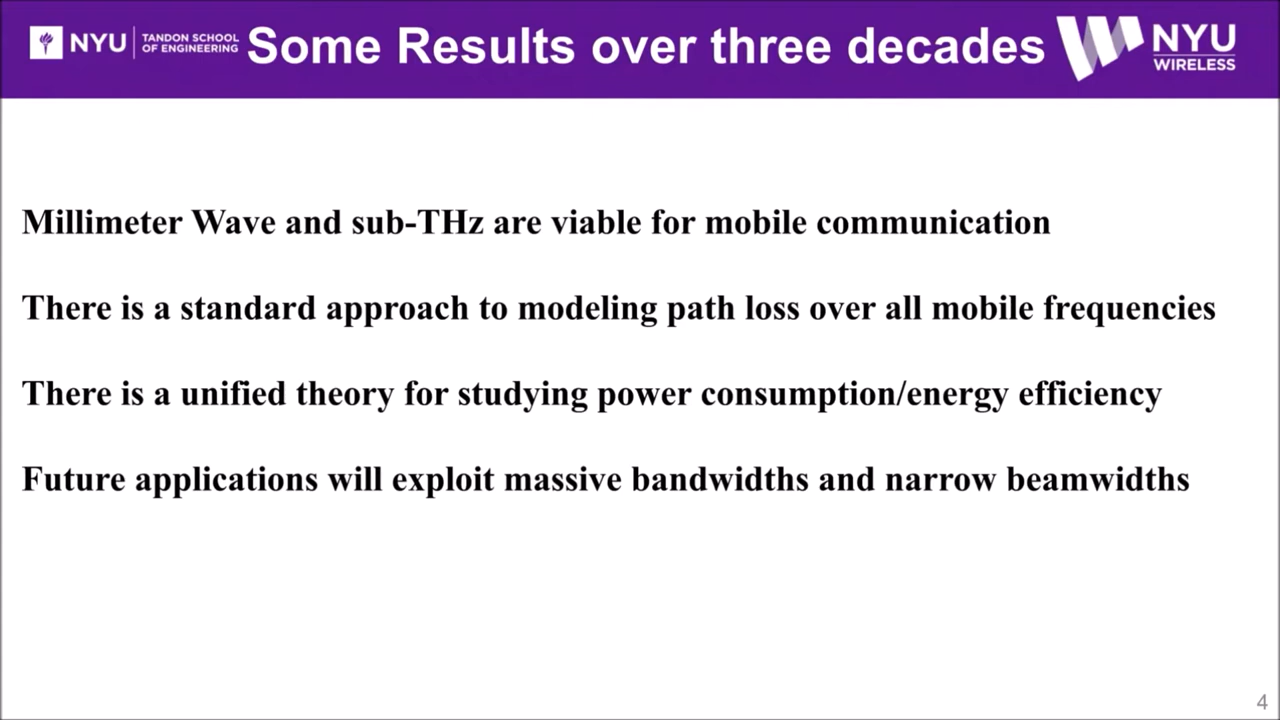 NYU
TANDON SCHOOL
OF ENGINEERING
Some Results over three decades
NYU
WIRELESS
Millimeter Wave and sub-THz are viable for mobile communication
There is a standard approach to modeling path loss over all mobile frequencies
There is a unified theory for studying power consumption/energy efficiency
Future applications will exploit massive bandwidths and narrow beamwidths
4